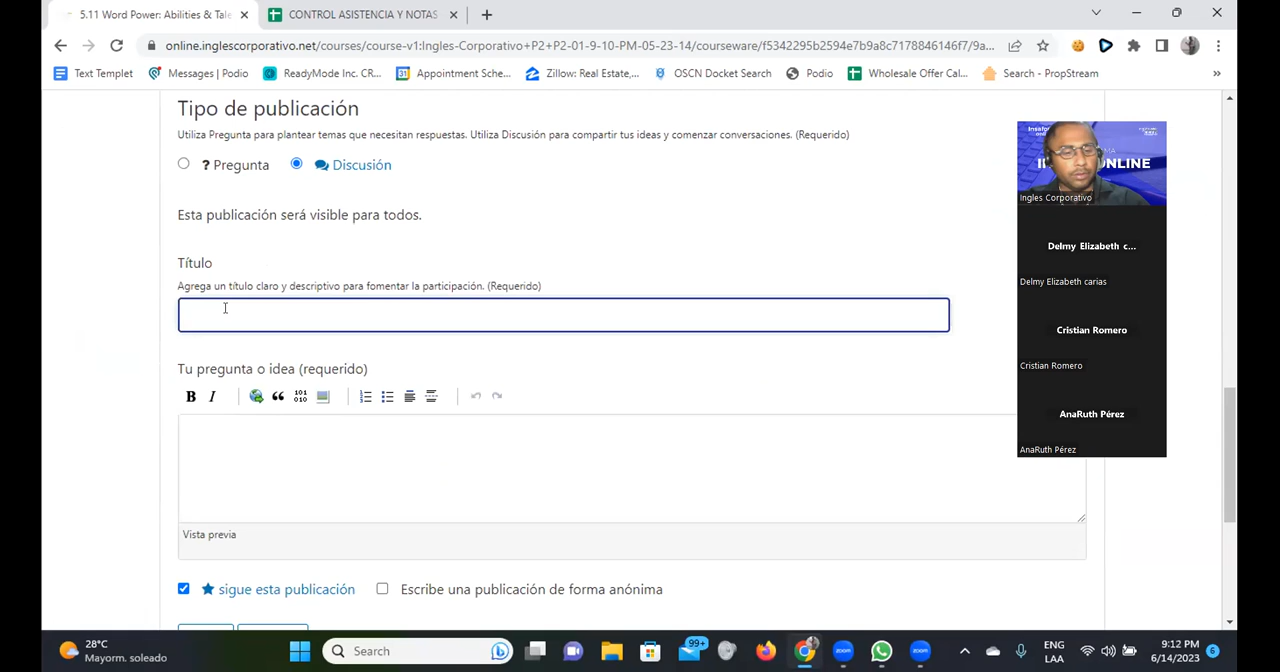 5.11 Word Power: Abilities & Tale
CONTROL ASISTENCIA Y NOTAS
online.inglescorporativo.net/courses/course-v1:Ingles-Corporativo+P2+P2-01-9-10-PM-05-23-14/courseware/f5342295b2594e7b9a8c7178846146f7/9a...
Text Templet
Messages | Podio
ReadyMode Inc. CR...
Appointment Sche...
Zillow: Real Estate,...
OSCN Docket Search
Podio
Wholesale Offer Cal...
Search - PropStream
»
Tipo de publicación
Utiliza Pregunta para plantear temas que necesitan respuestas. Utiliza Discusión para compartir tus ideas y comenzar conversaciones. (Requerido)
? Pregunta
Discusión
Esta publicación será visible para todos.
Título
Agrega un título claro y descriptivo para fomentar la participación. (Requerido)
Tu pregunta o idea (requerido)
B I
101
010
Vista previa
sigue esta publicación
Escribe una publicación de forma anónima
Ingles Corporativo
Delmy Elizabeth c...
Delmy Elizabeth carias
Cristian Romero
Cristian Romero
AnaRuth Pérez
AnaRuth Pérez
28°C
Mayorm. soleado
Search
99+
ENG
LAA
9:12 PM
6/14/2023
6